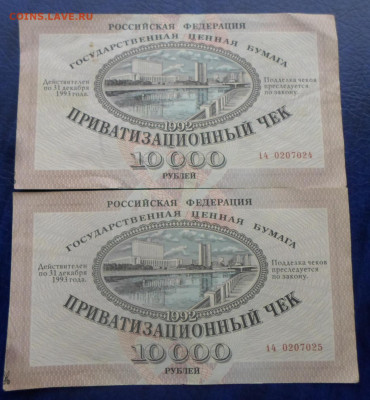 COINS.LAVE.RU
РОССИЙСКАЯ ФЕДЕРАЦИЯ
ГОСУДАРСТВЕННАЯ ЦЕННАЯ БУМАГА
Действителен
по 31 декабря
1993 года.
Подделка чеков
преследуется
по закону.
1992
ПРИВАТИЗАЦИОННЫЙ ЧЕК
10 000
РУБЛЕЙ
14 0207024
РОССИЙСКАЯ ФЕДЕРАЦИЯ
ГОСУДАРСТВЕННАЯ ЦЕННАЯ БУМАГА
Действителен
по 31 декабря
1993 года.
Подделка чеков
преследуется
по закону.
1992
ПРИВАТИЗАЦИОННЫЙ ЧЕК
10 000
РУБЛЕЙ
14 0207025